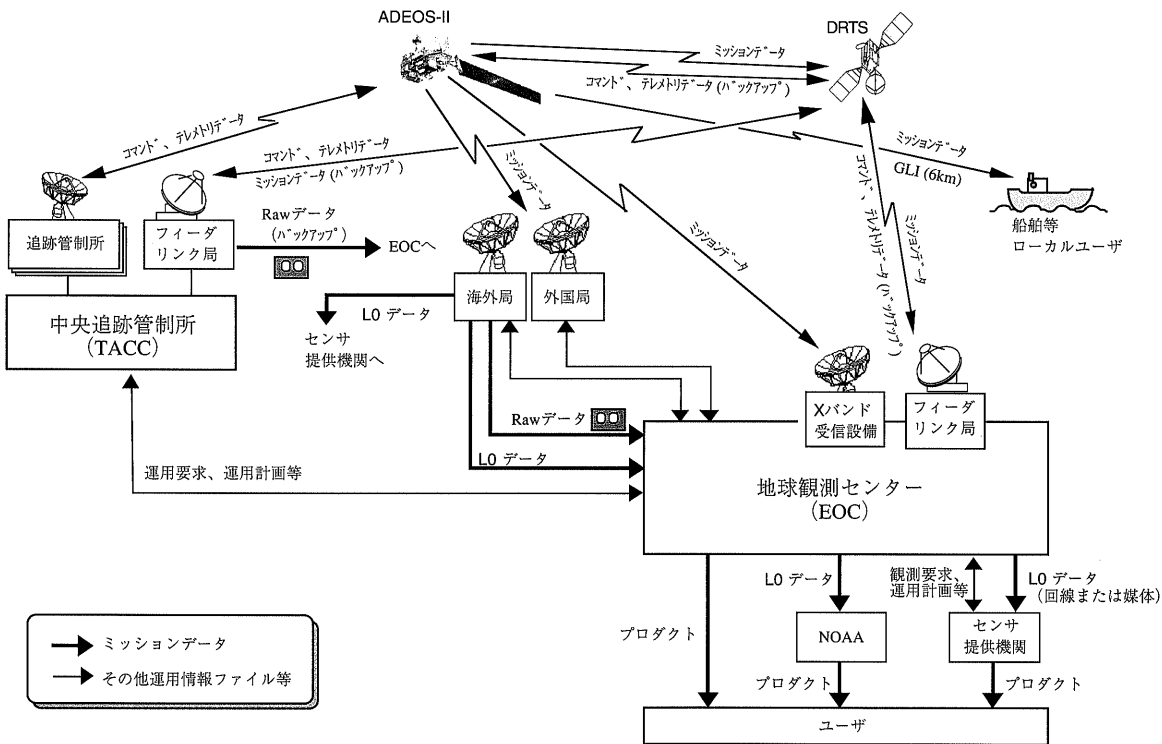 ADEOS-II
DRTS
ミッションデータ
コマンド、テレメトリデータ (バックアップ)
コマンド、テレメトリデータ
コマンド、テレメトリデータ
ミッションデータ (バックアップ)
ミッションデータ
ミッションデータ
GLI (6km)
船舶等
ローカルユーザ
ミッションデータ
コマンド、テレメトリデータ (バックアップ)
ミッションデータ
追跡管制所
フィーダ
リンク局
Rawデータ
(バックアップ)
EOCへ
中央追跡管制所
(TACC)
海外局
外国局
L0 データ
センサ
提供機関へ
Xバンド
受信設備
フィーダ
リンク局
Rawデータ
L0 データ
運用要求、運用計画等
地球観測センター
(EOC)
L0 データ
観測要求、
運用計画等
L0 データ
(回線または媒体)
プロダクト
NOAA
センサ
提供機関
プロダクト
プロダクト
ユーザ
ミッションデータ
その他運用情報ファイル等